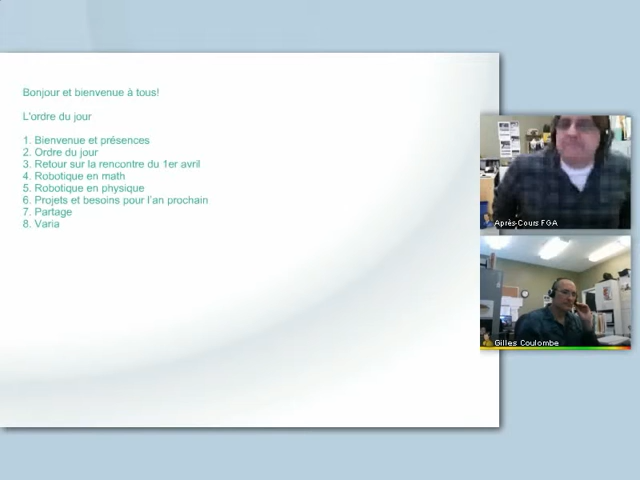 Bonjour et bienvenue à tous!
L'ordre du jour
1. Bienvenue et présences
2. Ordre du jour
3. Retour sur la rencontre du 1er avril
4. Robotique en math
5. Robotique en physique
6. Projets et besoins pour l'an prochain
7. Partage
8. Varia
Après-Cours FGA
Gilles Coulombe